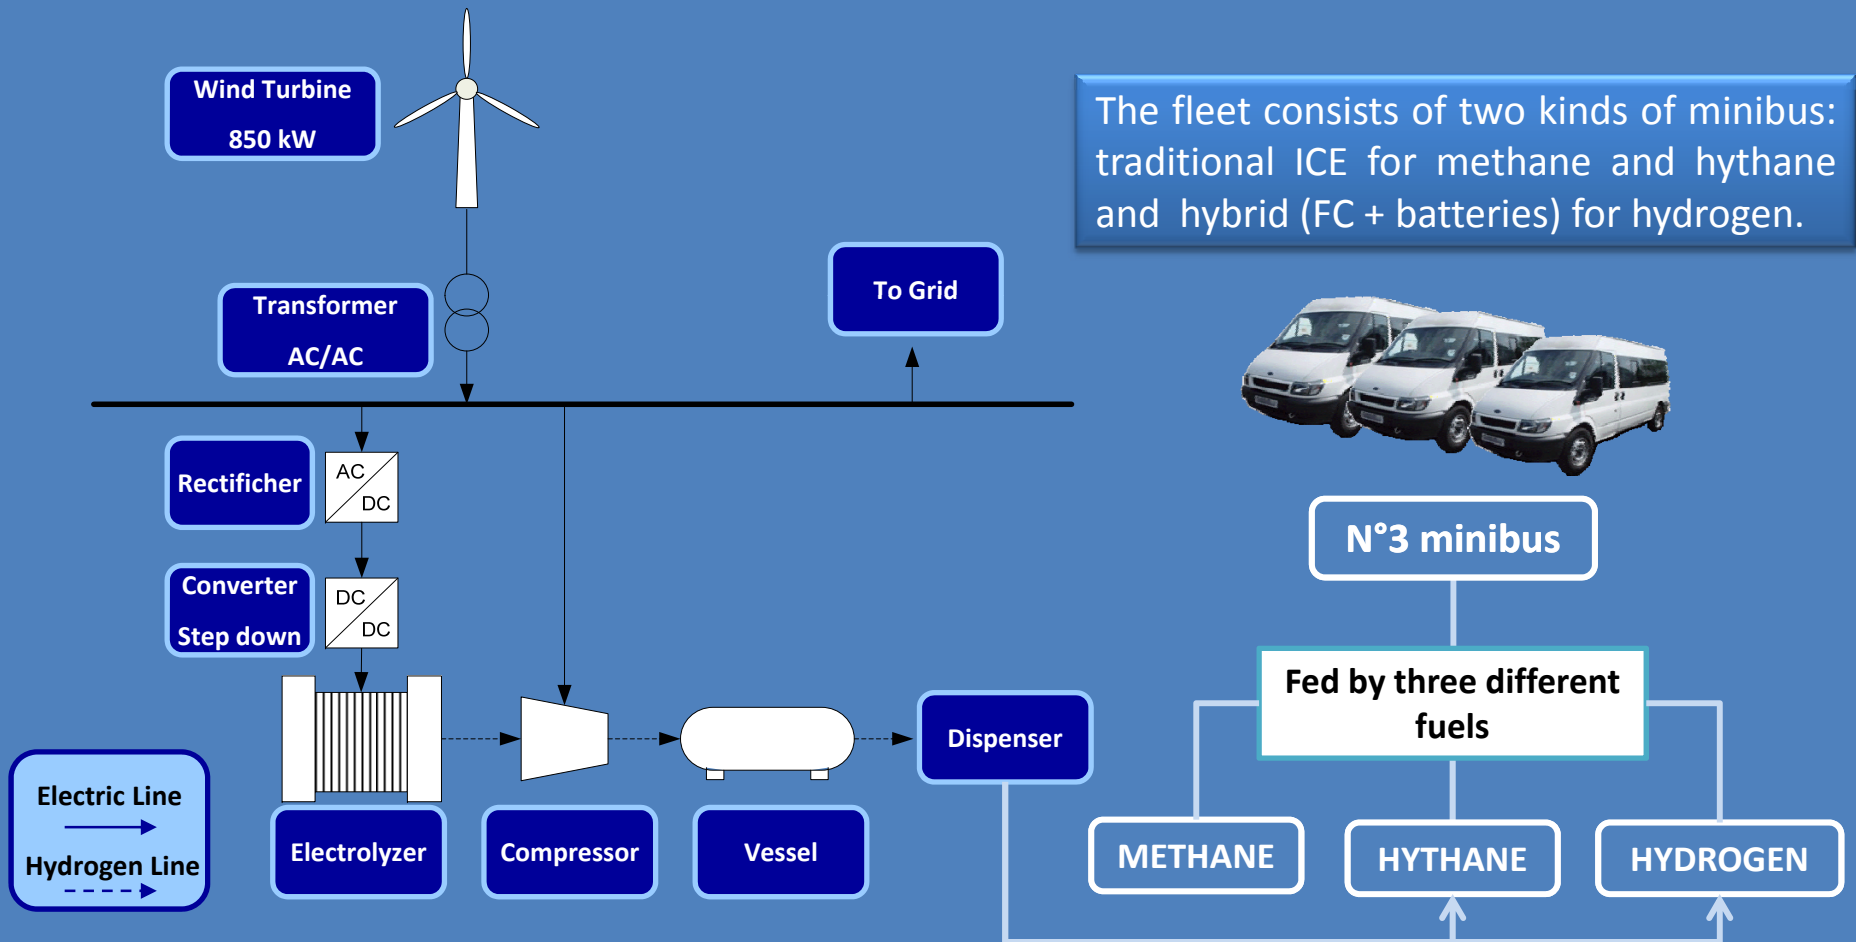 Wind Turbine
850 kW
The fleet consists of two kinds of minibus:
traditional ICE for methane and hythane
and hybrid (FC + batteries) for hydrogen.
To Grid
Transformer
AC/AC
Rectificher
AC
DC
Converter
Step down
DC
DC
N°3 minibus
Fed by three different
fuels
Dispenser
Electric Line
Hydrogen Line
Electrolyzer
Compressor
Vessel
METHANE
HYTHANE
HYDROGEN